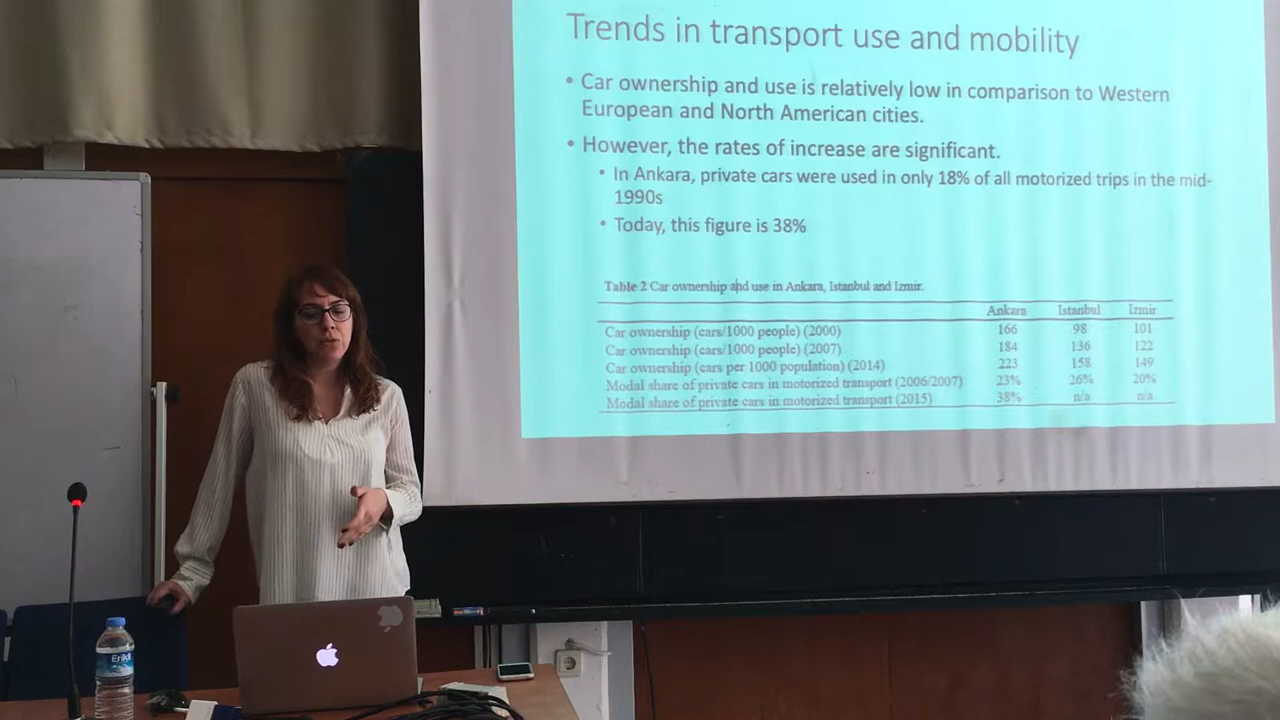 Trends in transport use and mobility
• Car ownership and use is relatively low in comparison to Western
European and North American cities.
• However, the rates of increase are significant.
• In Ankara, private cars were used in only 18% of all motorized trips in the mid-
1990s
• Today, this figure is 38%
Table 2 Car ownership and use in Ankara, Istanbul and Izmir.
Ankara Istanbul Izmir
Car ownership (cars/1000 people) (2000) 166 98 101
Car ownership (cars/1000 people) (2007) 184 136 122
Car ownership (cars per 1000 population) (2014) 223 158 149
Modal share of private cars in motorized transport (2006/2007) 23% 26% 20%
Modal share of private cars in motorized transport (2015) 38% n/a n/a
Erikli